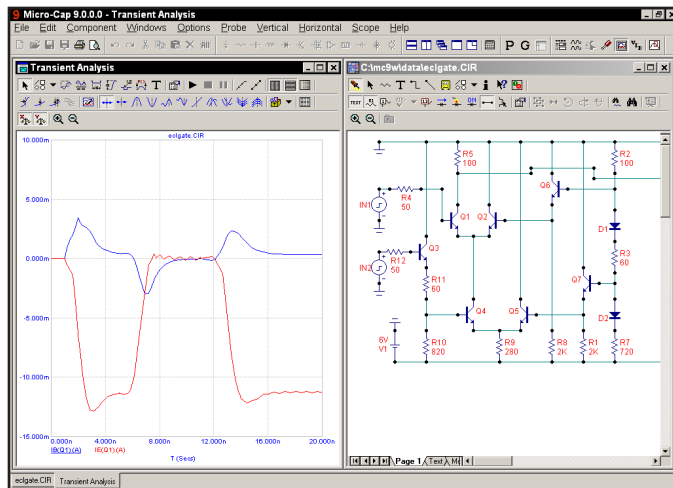 9 Micro-Cap 9.0.0.0 - Transient Analysis
File Edit Component Windows Options Probe Vertical Horizontal Scope Help
P G
Transient Analysis
T
10.000m
eclgate.CIR
5.000m
0.000m
-5.000m
-10.000m
-15.000m
0.000n 4.000n 8.000n 12.000n 16.000n 20.000n
IB(Q1) (A) IE(Q1) (A)
T (Secs)
C:\mc9w\data\eclgate.CIR
T
TEXT
R5
180
R2
100
Q6
R4
50
IN1
Q1 Q2
D1
Q3
R3
60
IN2
R12
50
R11
60
Q7
Q4 Q5
D2
6V
V1
R10
820
R9
280
R8
2K
R1
2K
R7
720
Page 1 Text
eclgate.CIR Transient Analysis